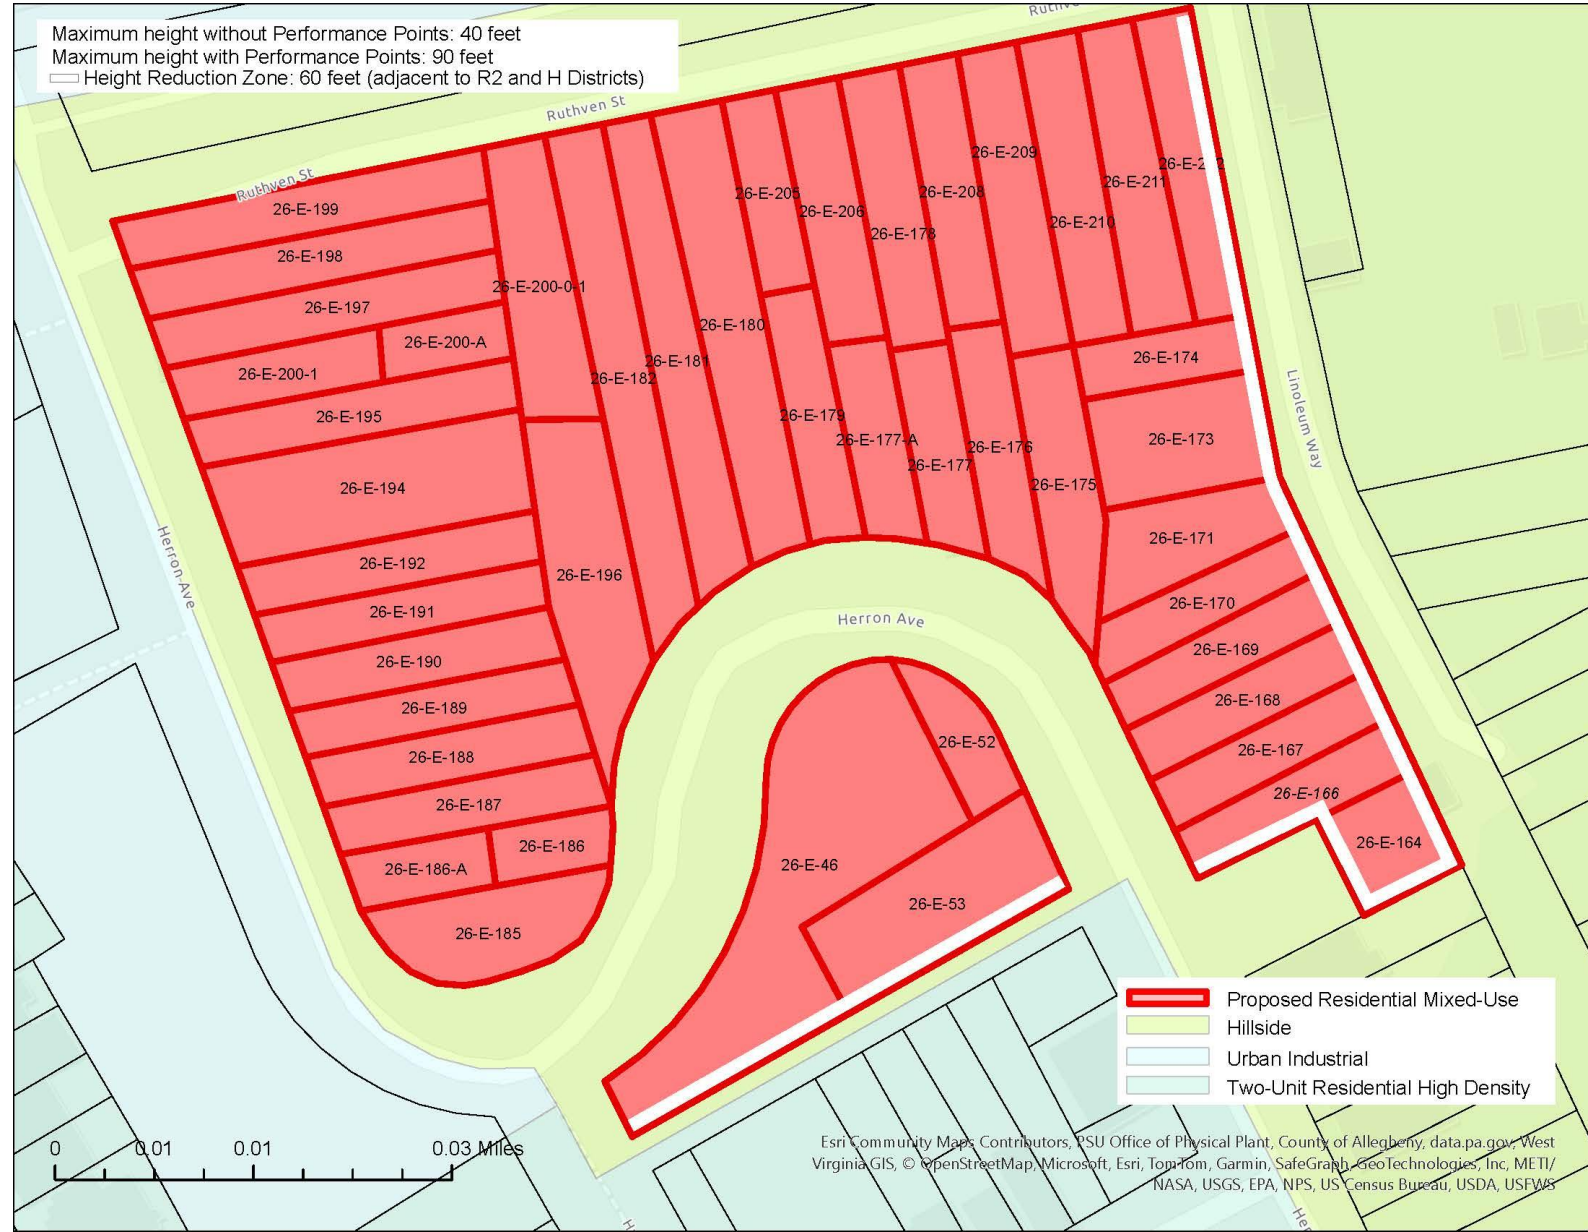 Maximum height without Performance Points: 40 feet
Maximum height with Performance Points: 90 feet
Height Reduction Zone: 60 feet (adjacent to R2 and H Districts)
Ruthven St
Ruthven St
26-E-199
26-E-198
26-E-197
26-E-200-A
26-E-200-1
26-E-195
26-E-194
26-E-192
26-E-191
26-E-190
26-E-189
26-E-188
26-E-187
26-E-186
26-E-186-A
26-E-185
26-E-200-0-1
26-E-196
26-E-182
26-E-181
26-E-180
26-E-205
26-E-179
26-E-206
26-E-177-A
26-E-178
26-E-177
26-E-208
26-E-176
26-E-209
26-E-175
26-E-210
26-E-211
26-E-174
26-E-173
26-E-171
26-E-170
26-E-169
26-E-168
26-E-167
26-E-166
26-E-164
26-E-52
26-E-46
26-E-53
Herron Ave
Herron Ave
Linoleum Way
Proposed Residential Mixed-Use
Hillside
Urban Industrial
Two-Unit Residential High Density
0 0.01 0.01 0.03 Miles
Esri Community Maps Contributors, PSU Office of Physical Plant, County of Allegheny, data.pa.gov, West
Virginia GIS, © OpenStreetMap, Microsoft, Esri, TomTom, Garmin, SafeGraph, GeoTechnologies, Inc, METI/
NASA, USGS, EPA, NPS, US Census Bureau, USDA, USFWS